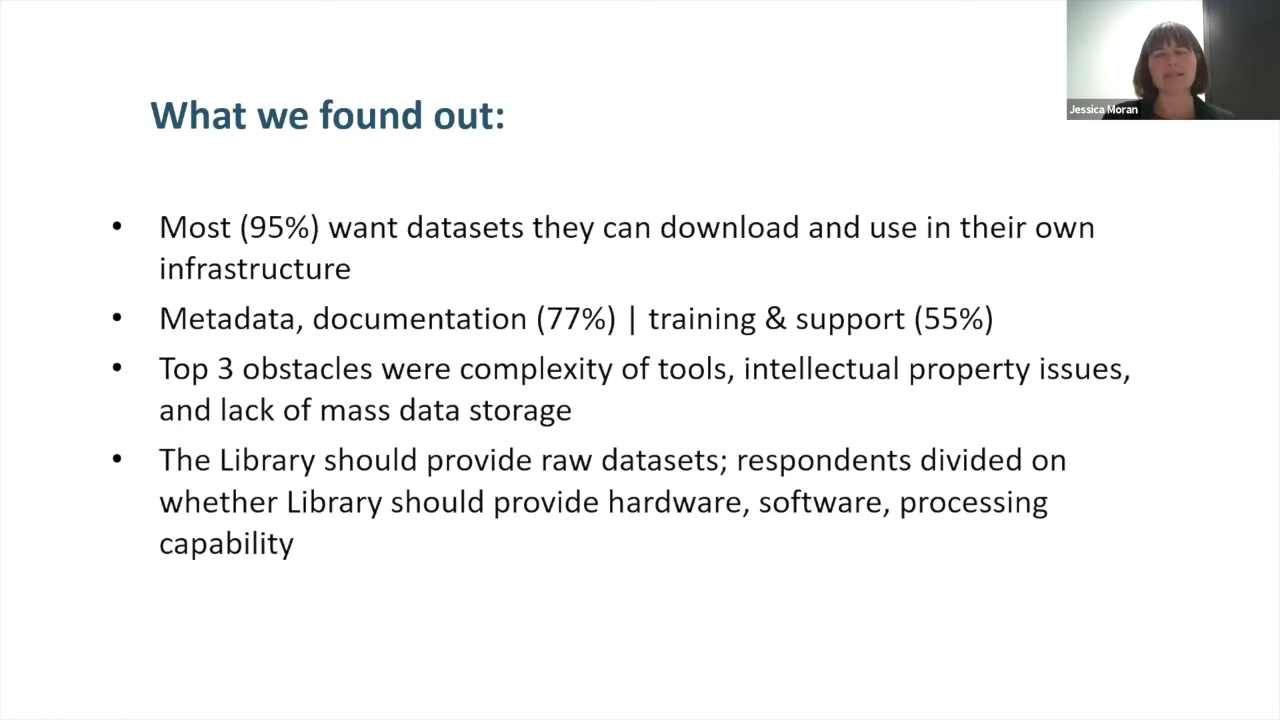 What we found out:
Jessica Moran
• Most (95%) want datasets they can download and use in their own
infrastructure
• Metadata, documentation (77%) | training & support (55%)
• Top 3 obstacles were complexity of tools, intellectual property issues,
and lack of mass data storage
• The Library should provide raw datasets; respondents divided on
whether Library should provide hardware, software, processing
capability